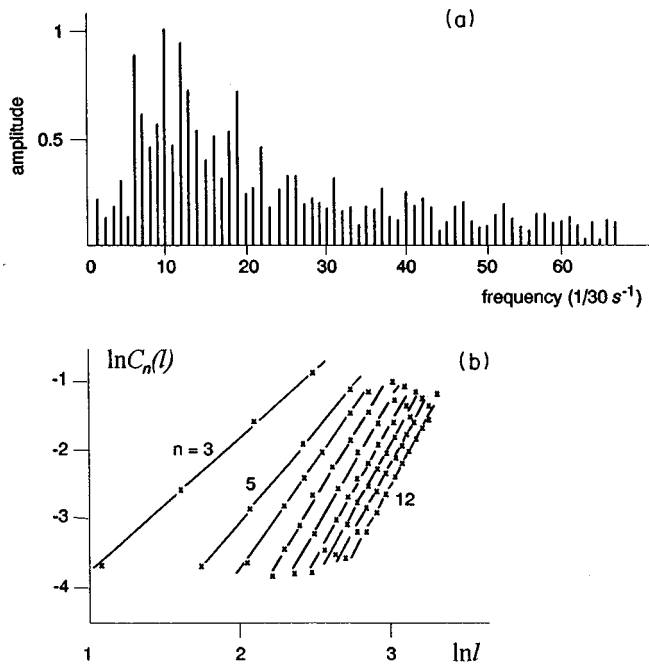 (a)
1
0.5
amplitude
0 10 20 30 40 50 60
frequency (1/30 s⁻¹)
lnCₙ(l)
(b)
-1
-2
-3
-4
n = 3
5
12
1 2 3
lnl